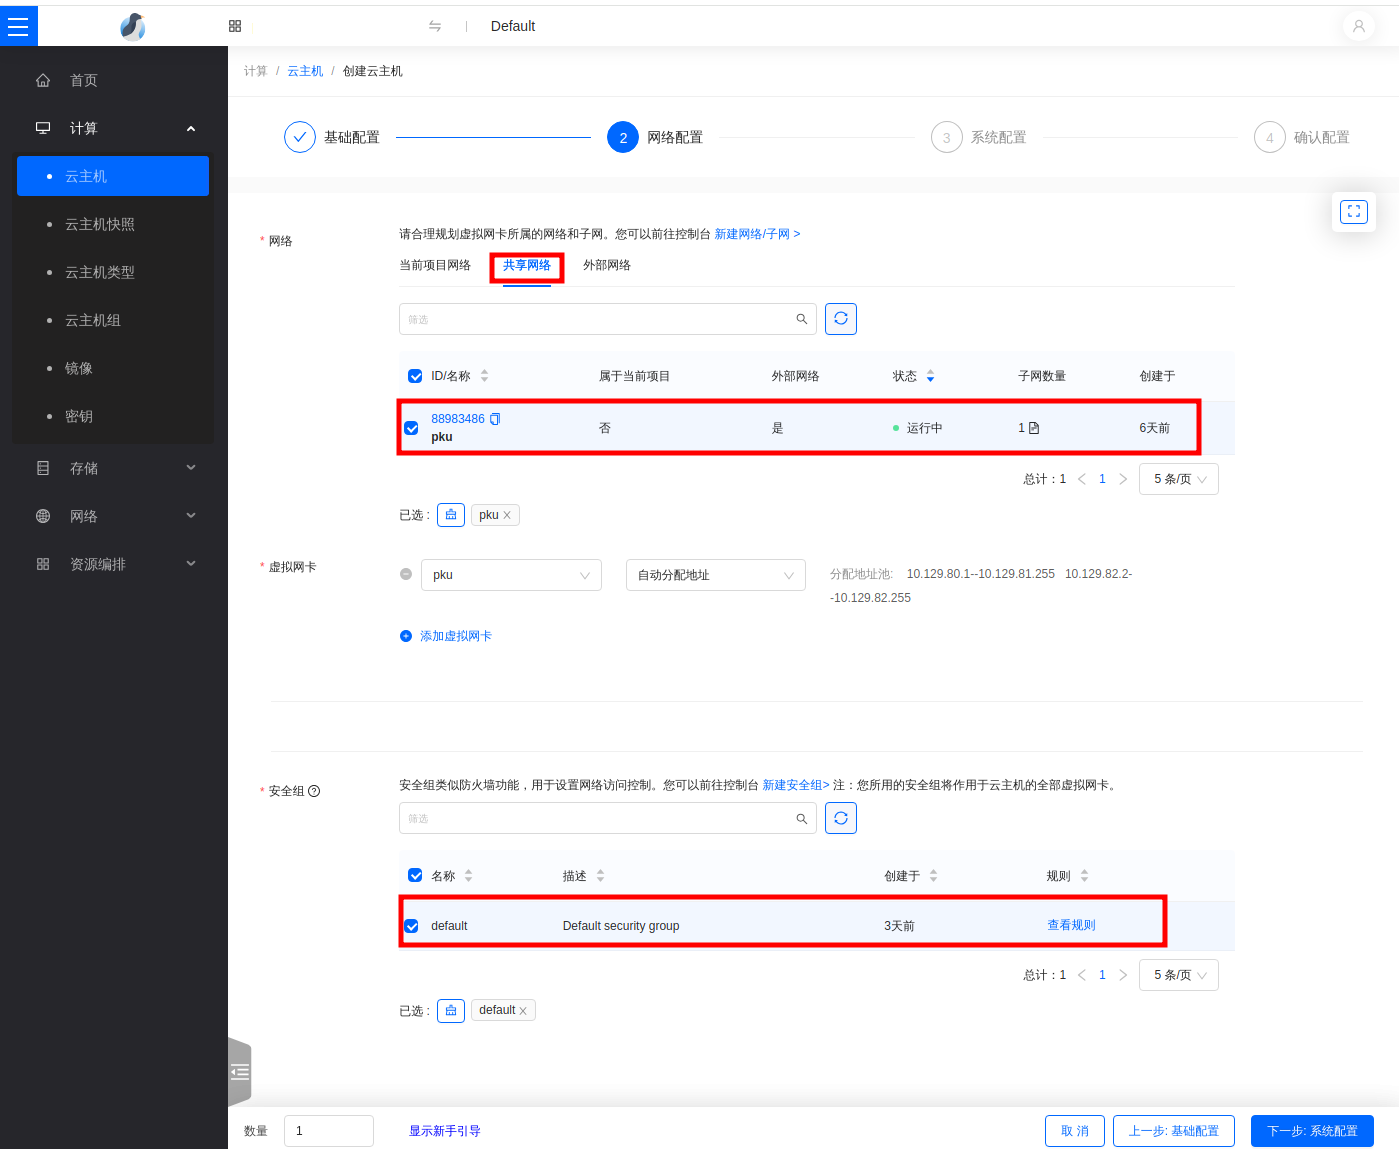 Default
首页
计算
云主机
云主机快照
云主机类型
云主机组
镜像
密钥
存储
网络
资源编排
计算 / 云主机 / 创建云主机
基础配置
2 网络配置
3 系统配置
4 确认配置
* 网络
请合理规划虚拟网卡所属的网络和子网。您可以前往控制台 新建网络/子网 >
当前项目网络 共享网络 外部网络
筛选
ID/名称 属于当前项目 外部网络 状态 子网数量 创建于
88983486
pku 否 是 运行中 1 6天前
总计：1 1 5 条/页
已选： pku
* 虚拟网卡
pku 自动分配地址 分配地址池: 10.129.80.1--10.129.81.255 10.129.82.2-
-10.129.82.255
添加虚拟网卡
* 安全组
安全组类似防火墙功能，用于设置网络访问控制。您可以前往控制台 新建安全组> 注：您所用的安全组将作用于云主机的全部虚拟网卡。
筛选
名称 描述 创建于 规则
default Default security group 3天前 查看规则
总计：1 1 5 条/页
已选： default
数量 1 显示新手引导 取 消 上一步: 基础配置 下一步: 系统配置